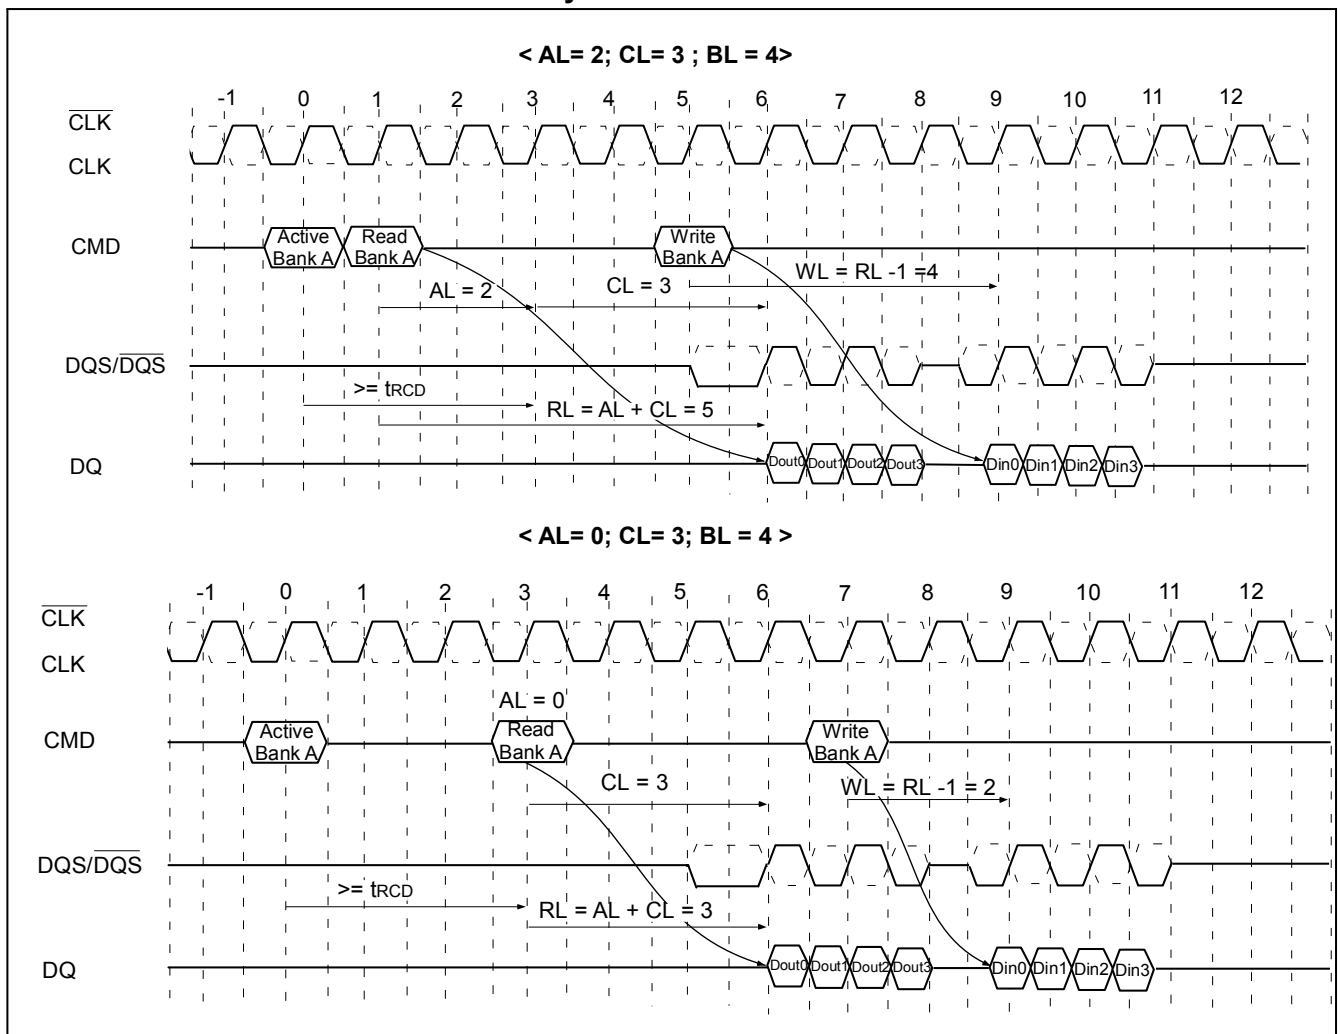 < AL= 2; CL= 3 ; BL = 4>
-1 0 1 2 3 4 5 6 7 8 9 10 11 12
CLK
CLK
CMD
Active
Bank A
Read
Bank A
Write
Bank A
WL = RL -1 =4
AL = 2
CL = 3
DQS/DQS
>= tRCD
RL = AL + CL = 5
DQ
Dout0 Dout1 Dout2 Dout3
Din0 Din1 Din2 Din3
< AL= 0; CL= 3; BL = 4 >
-1 0 1 2 3 4 5 6 7 8 9 10 11 12
CLK
CLK
AL = 0
CMD
Active
Bank A
Read
Bank A
Write
Bank A
CL = 3
WL = RL -1 = 2
DQS/DQS
>= tRCD
RL = AL + CL = 3
DQ
Dout0 Dout1 Dout2 Dout3
Din0 Din1 Din2 Din3